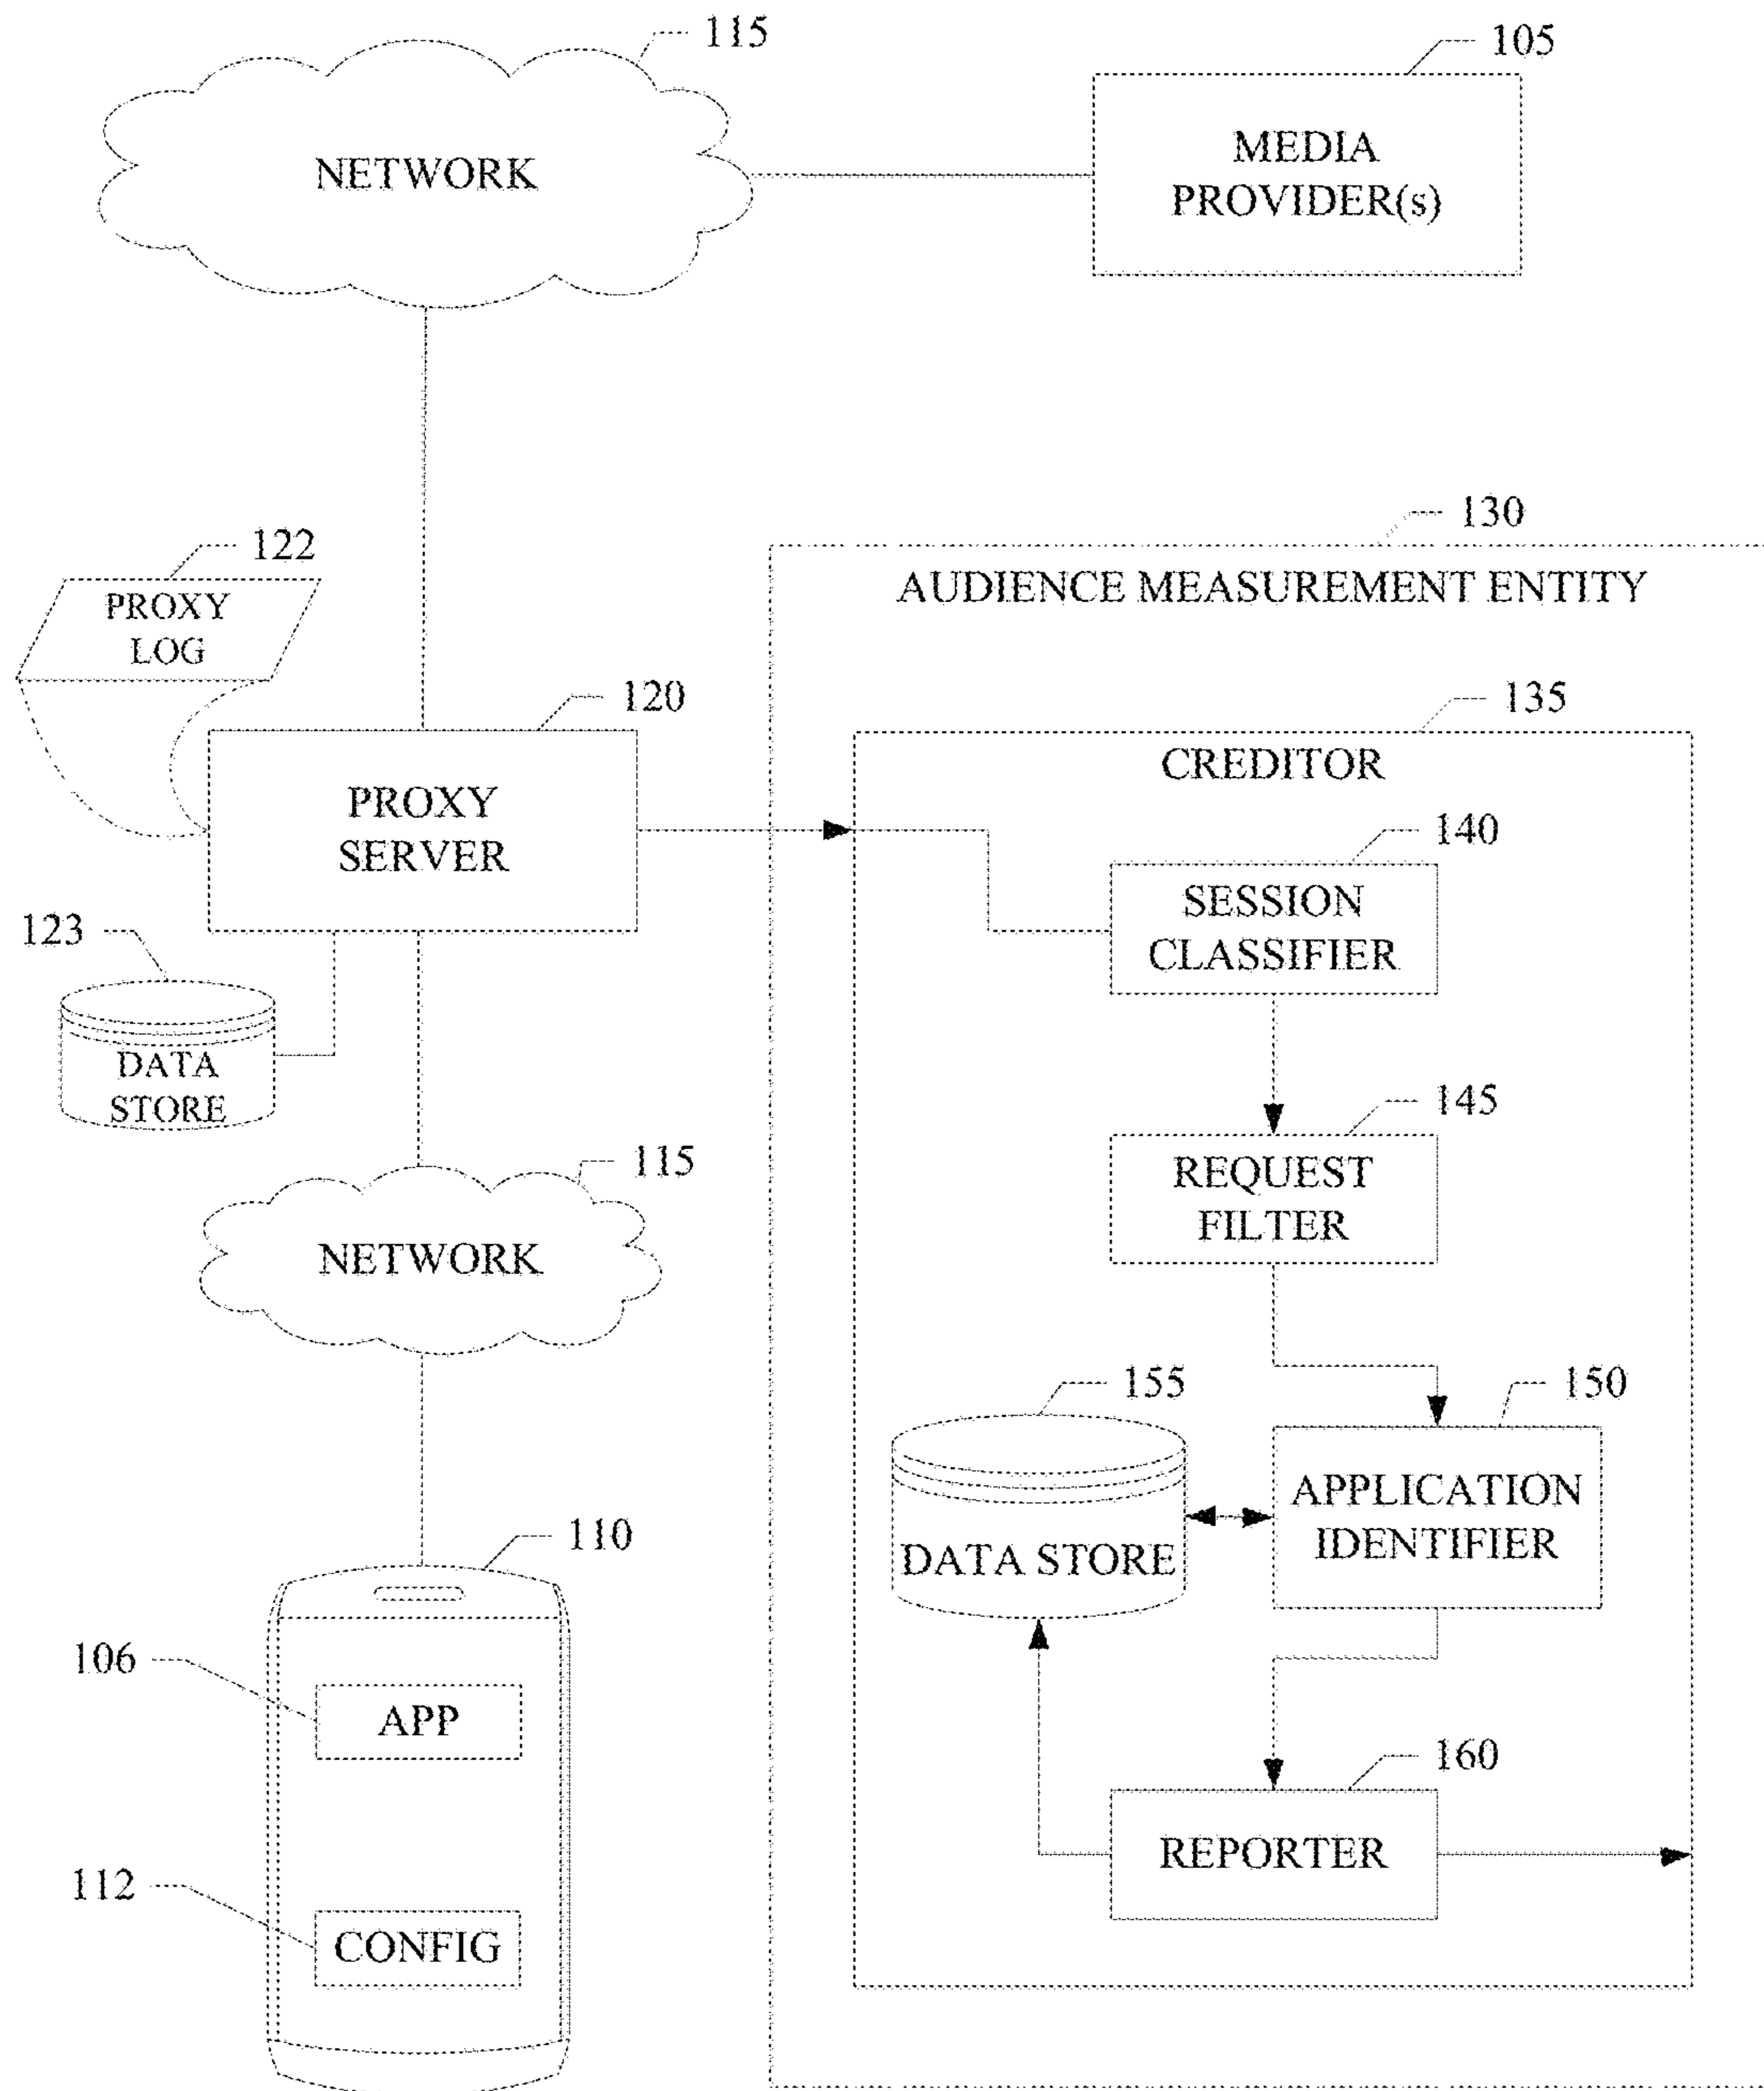 115
105
NETWORK
MEDIA
PROVIDER(s)
130
122
AUDIENCE MEASUREMENT ENTITY
PROXY
LOG
120
135
CREDITOR
PROXY
SERVER
140
SESSION
CLASSIFIER
123
DATA
STORE
145
REQUEST
FILTER
115
NETWORK
155
150
DATA STORE
APPLICATION
IDENTIFIER
110
106
APP
160
REPORTER
112
CONFIG